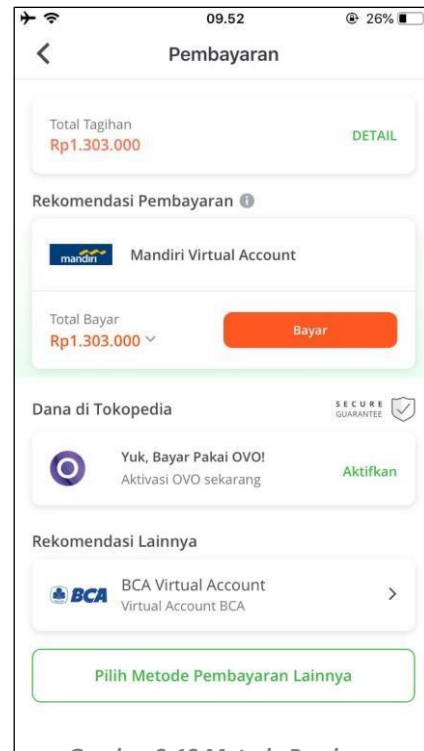 09.52
26%
Pembayaran
Total Tagihan
Rp1.303.000
DETAIL
Rekomendasi Pembayaran
mandiri
Mandiri Virtual Account
Total Bayar
Rp1.303.000
Bayar
Dana di Tokopedia
SECURE
GUARANTEE
Yuk, Bayar Pakai OVO!
Aktivasi OVO sekarang
Aktifkan
Rekomendasi Lainnya
BCA
BCA Virtual Account
Virtual Account BCA
Pilih Metode Pembayaran Lainnya